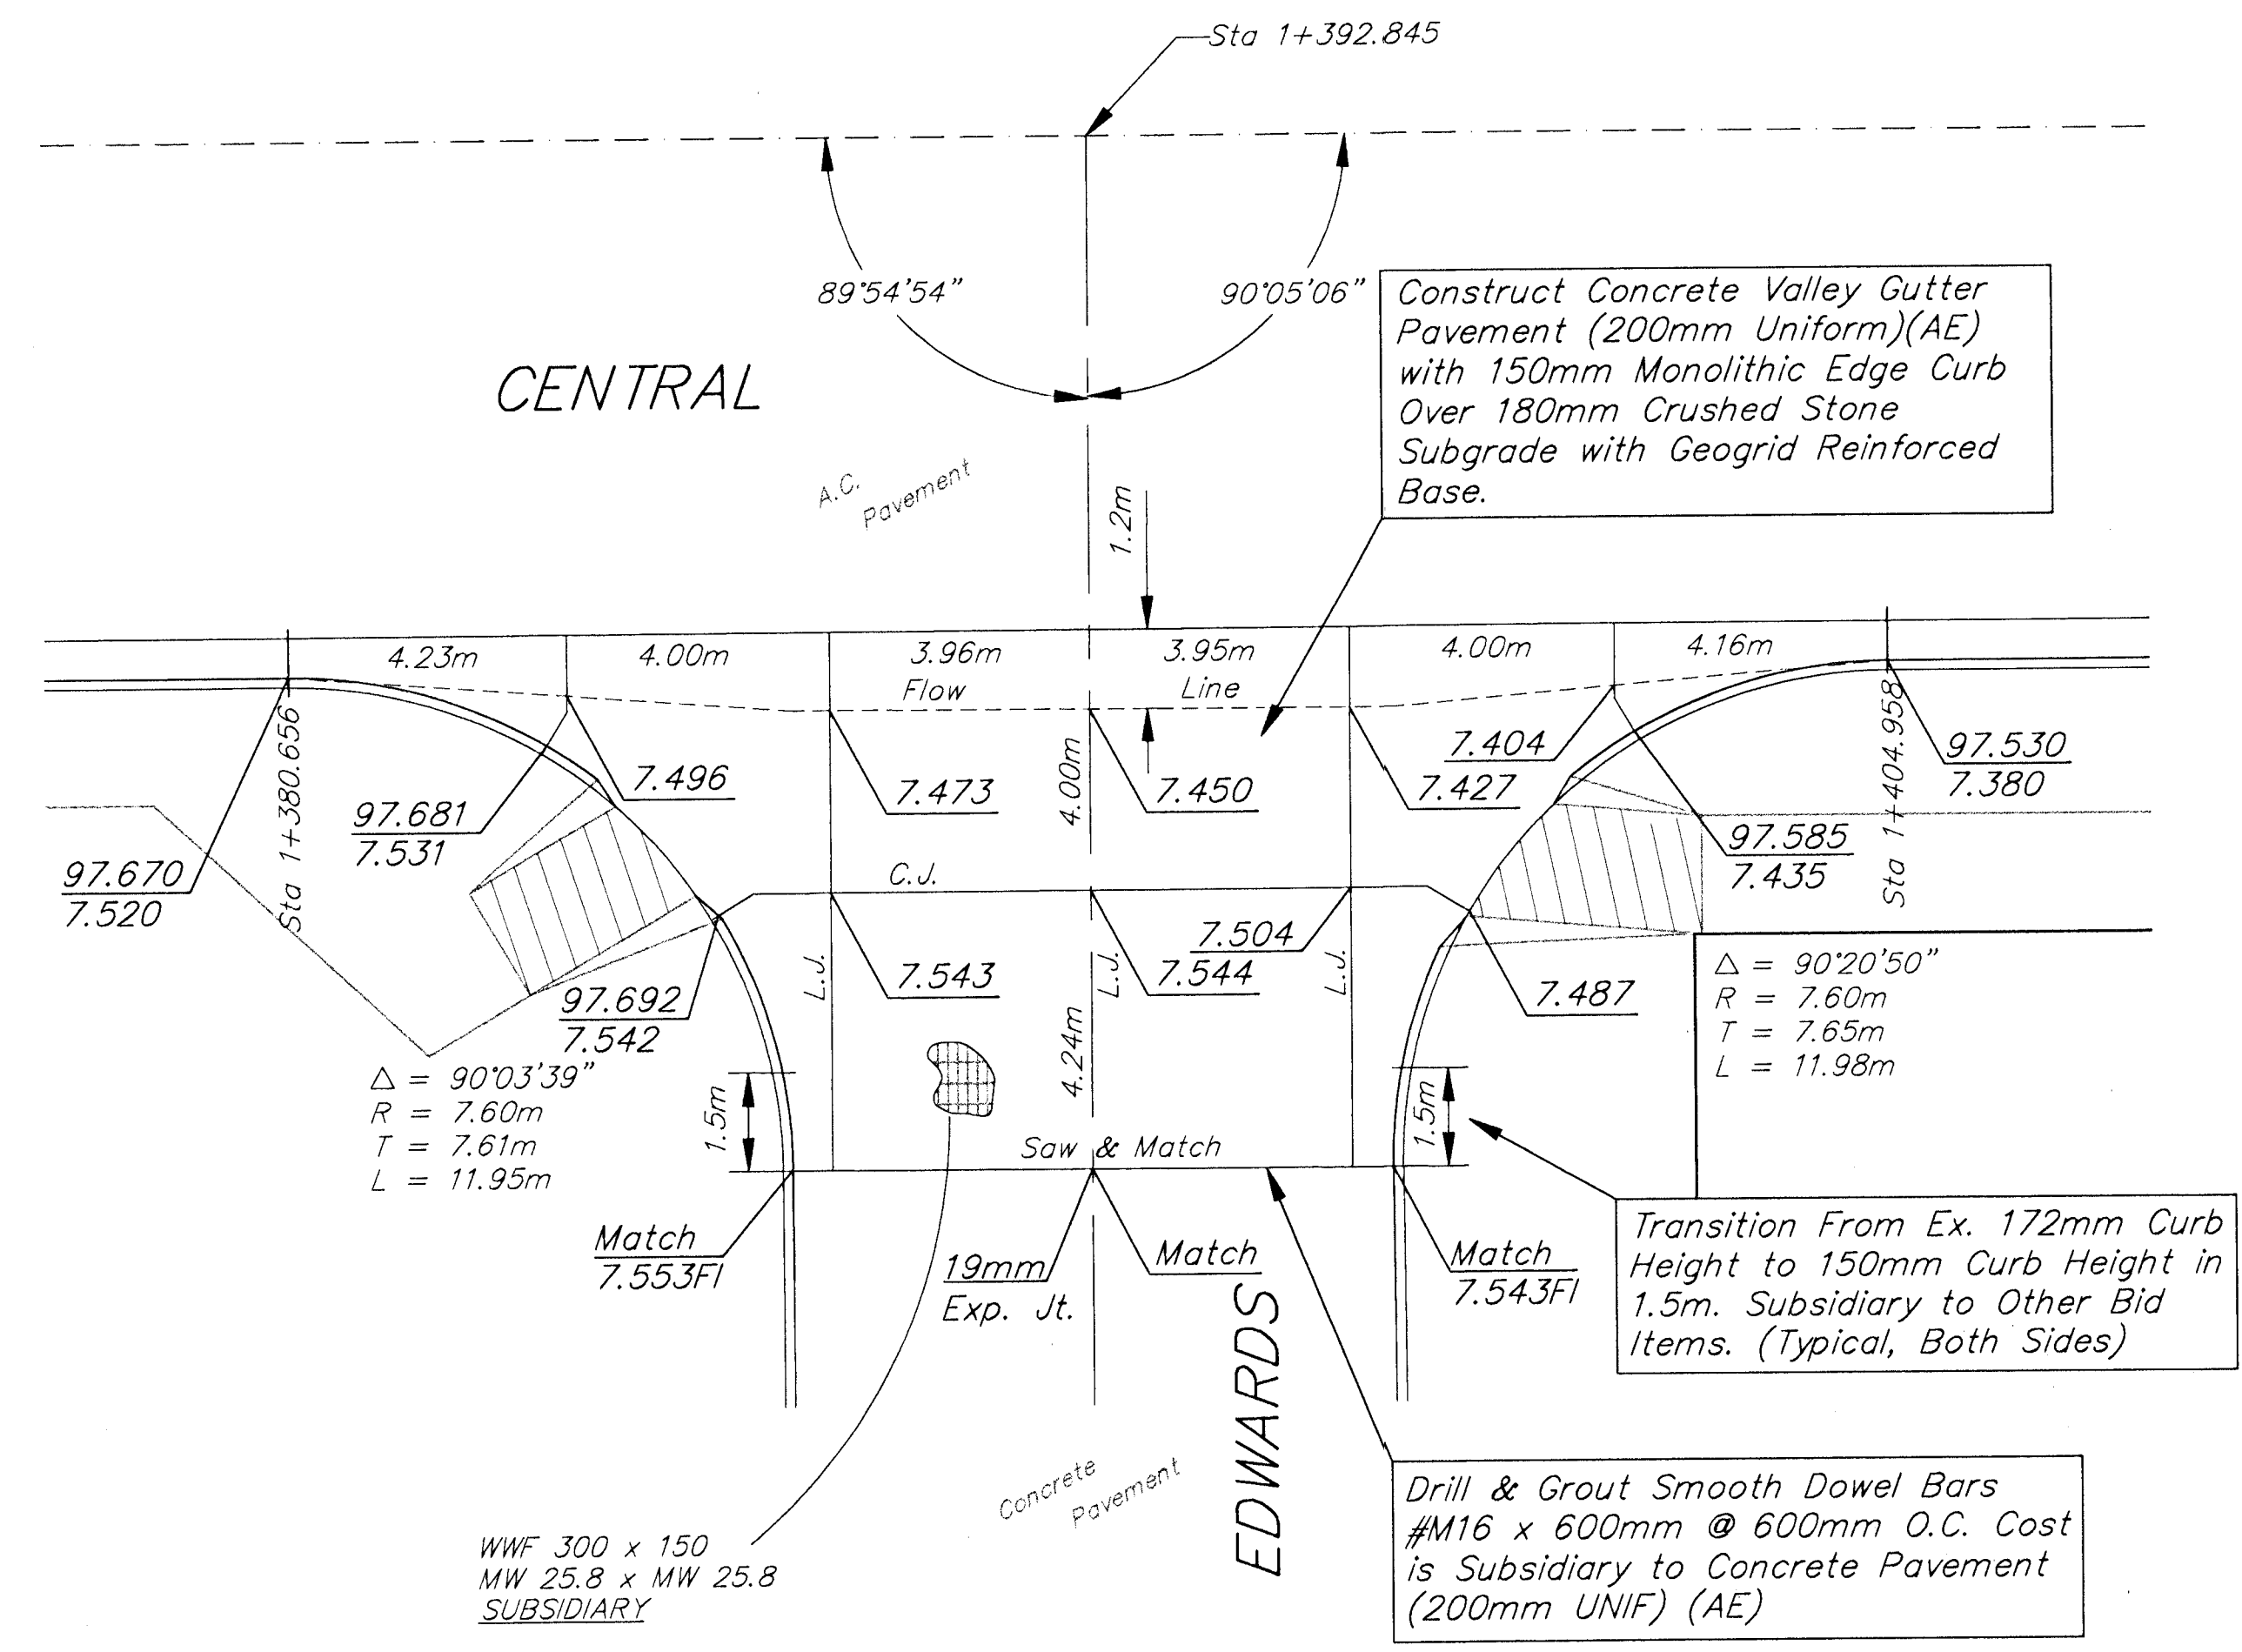 Sta 1+392.845
89°54'54"
90°05'06"
CENTRAL
A.C.
Pavement
Construct Concrete Valley Gutter
Pavement (200mm Uniform)(AE)
with 150mm Monolithic Edge Curb
Over 180mm Crushed Stone
Subgrade with Geogrid Reinforced
Base.
1.2m
4.23m
4.00m
3.96m
3.95m
4.00m
4.16m
Flow
Line
Sta 1+380.656
Sta 1+404.958
97.670
7.520
97.681
7.531
7.496
7.473
4.00m
7.450
7.404
7.427
97.530
7.380
97.585
7.435
C.J.
97.692
7.542
L.J.
7.543
L.J.
7.504
7.544
L.J.
7.487
Δ = 90°03'39"
R = 7.60m
T = 7.61m
L = 11.95m
Δ = 90°20'50"
R = 7.60m
T = 7.65m
L = 11.98m
1.5m
4.24m
1.5m
Saw & Match
Match
7.553Fl
19mm
Exp. Jt.
Match
Match
7.543Fl
Transition From Ex. 172mm Curb
Height to 150mm Curb Height in
1.5m. Subsidiary to Other Bid
Items. (Typical, Both Sides)
EDWARDS
Concrete
Pavement
WWF 300 x 150
MW 25.8 x MW 25.8
SUBSIDIARY
Drill & Grout Smooth Dowel Bars
#M16 x 600mm @ 600mm O.C. Cost
is Subsidiary to Concrete Pavement
(200mm UNIF) (AE)